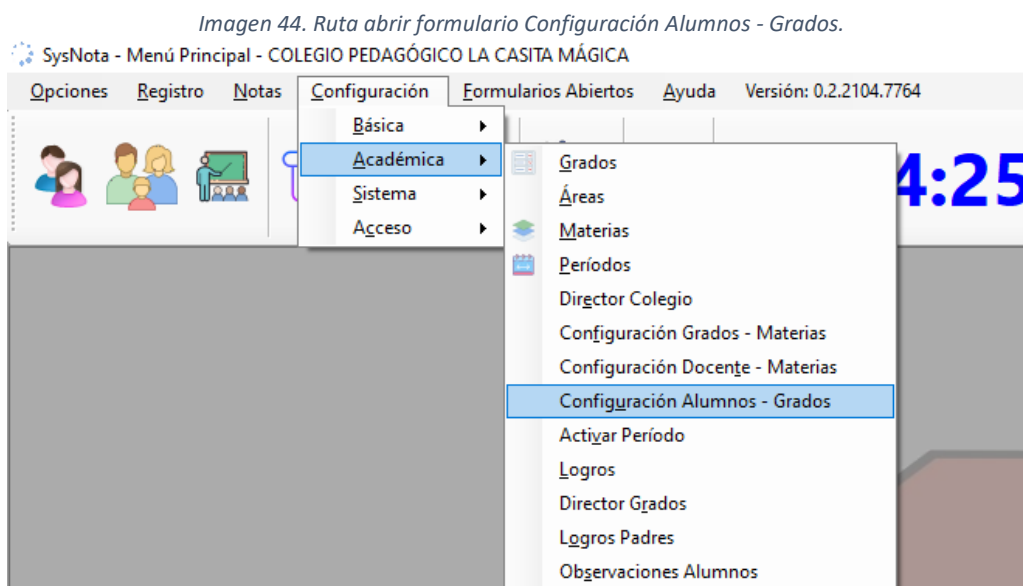 Imagen 44. Ruta abrir formulario Configuración Alumnos - Grados.
SysNota - Menú Principal - COLEGIO PEDAGÓGICO LA CASITA MÁGICA
Opciones Registro Notas Configuración Formularios Abiertos Ayuda Versión: 0.2.2104.7764
Básica
Académica
Sistema
Acceso
Grados
Áreas
Materias
Períodos
Director Colegio
Configuración Grados - Materias
Configuración Docente - Materias
Configuración Alumnos - Grados
Activar Período
Logros
Director Grados
Logros Padres
Observaciones Alumnos
4:25